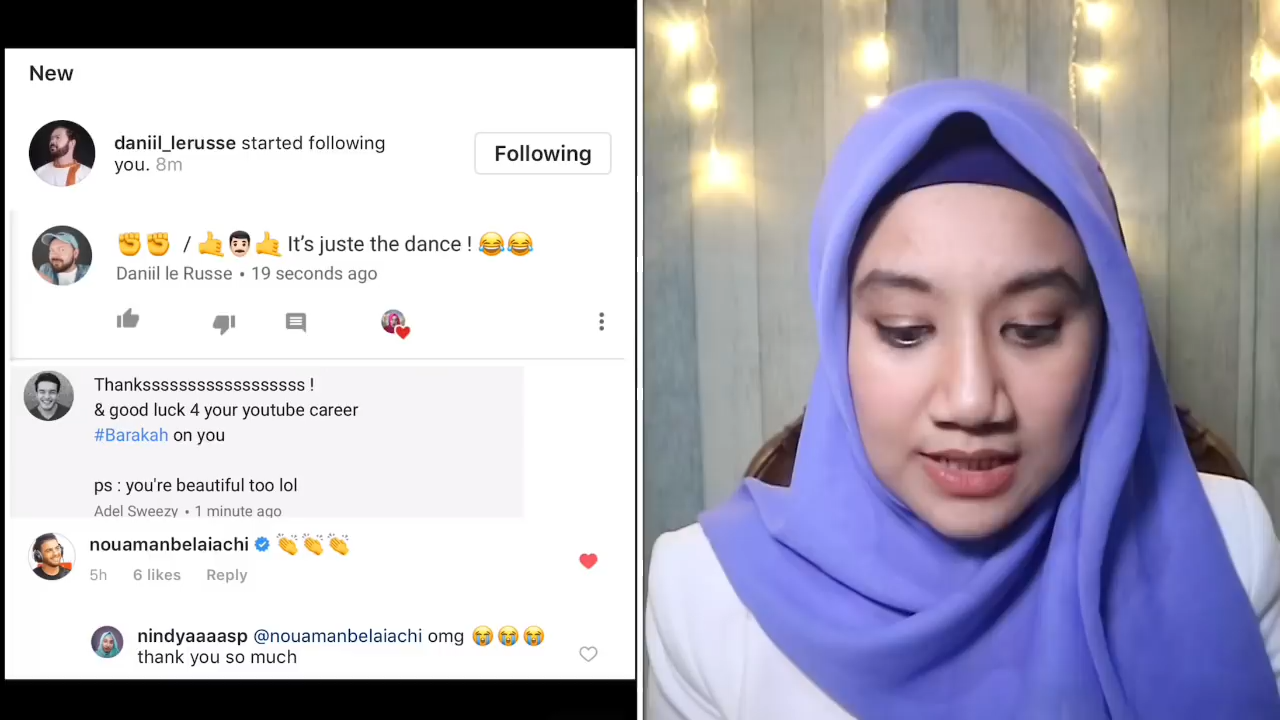 New
daniil_lerusse started following
you. 8m
Following
✊✊ / 🤙👨🏻🤙 It's juste the dance ! 😂😂
Daniil le Russe • 19 seconds ago
Thanksssssssssssssssssss !
& good luck 4 your youtube career
#Barakah on you
ps : you're beautiful too lol
Adel Sweezy • 1 minute ago
nouamanbelaiachi 👏👏👏
5h 6 likes Reply
nindyaaaasp @nouamanbelaiachi omg 😭😭😭
thank you so much